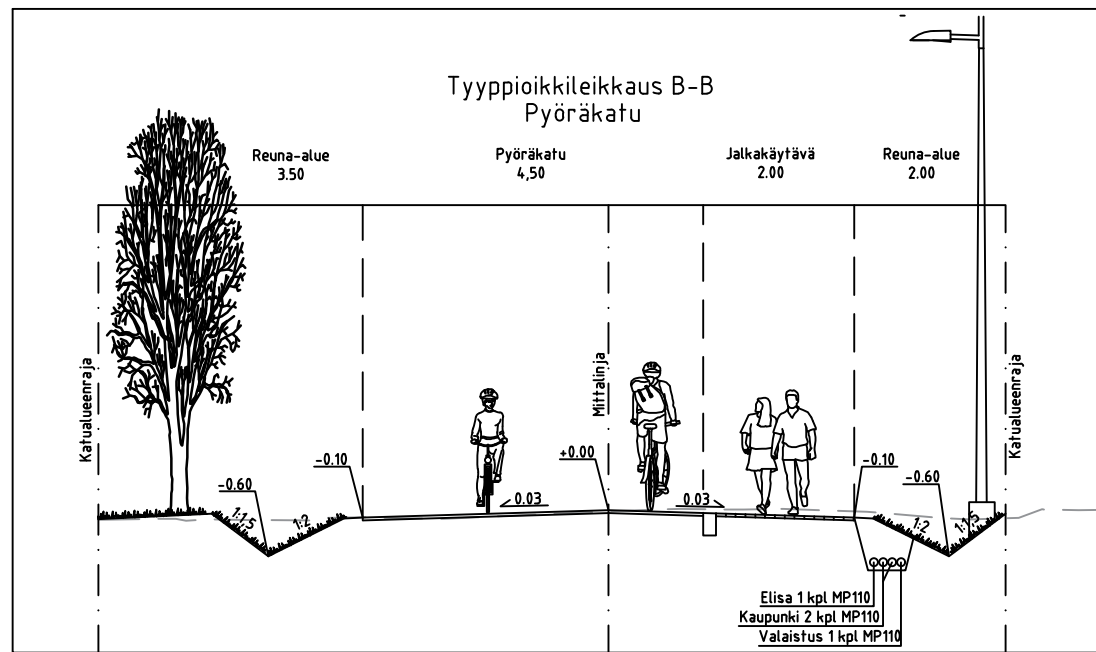 Tyyppioikkileikkaus B-B
Pyöräkatu
Reuna-alue
3.50
Pyöräkatu
4,50
Jalkakäytävä
2.00
Reuna-alue
2.00
Katualueenraja
Mittalinja
Katualueenraja
-0.10
-0.60
+0.00
-0.10
-0.60
0.03
0.03
1:1,5
1:2
1:2
1:1,5
Elisa 1 kpl MP110
Kaupunki 2 kpl MP110
Valaistus 1 kpl MP110